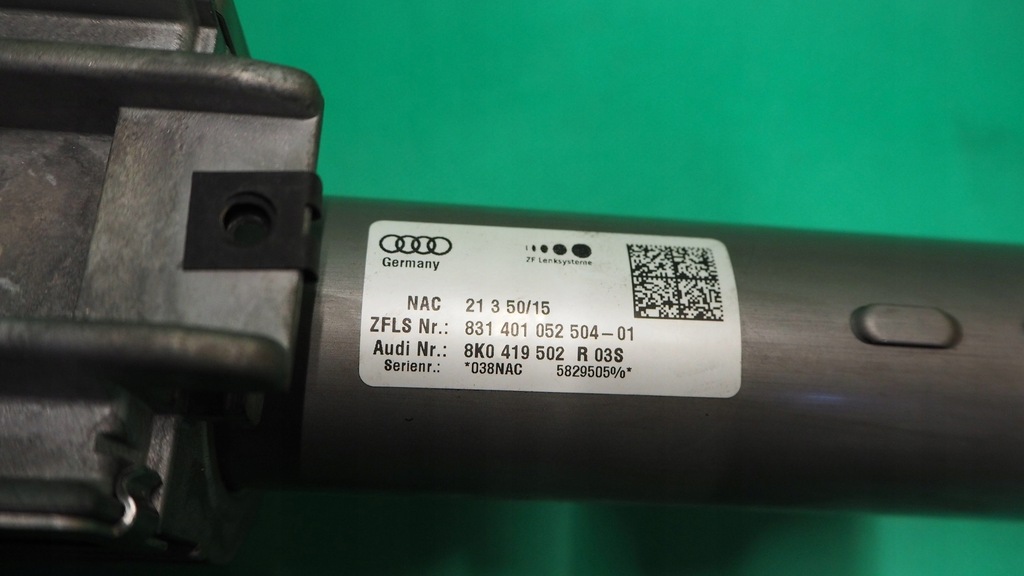 Germany
ZF Lenksysteme
NAC 21 3 50/15
ZFLS Nr.: 831 401 052 504-01
Audi Nr.: 8K0 419 502 R 03S
Serienr.: *038NAC 5829505%*